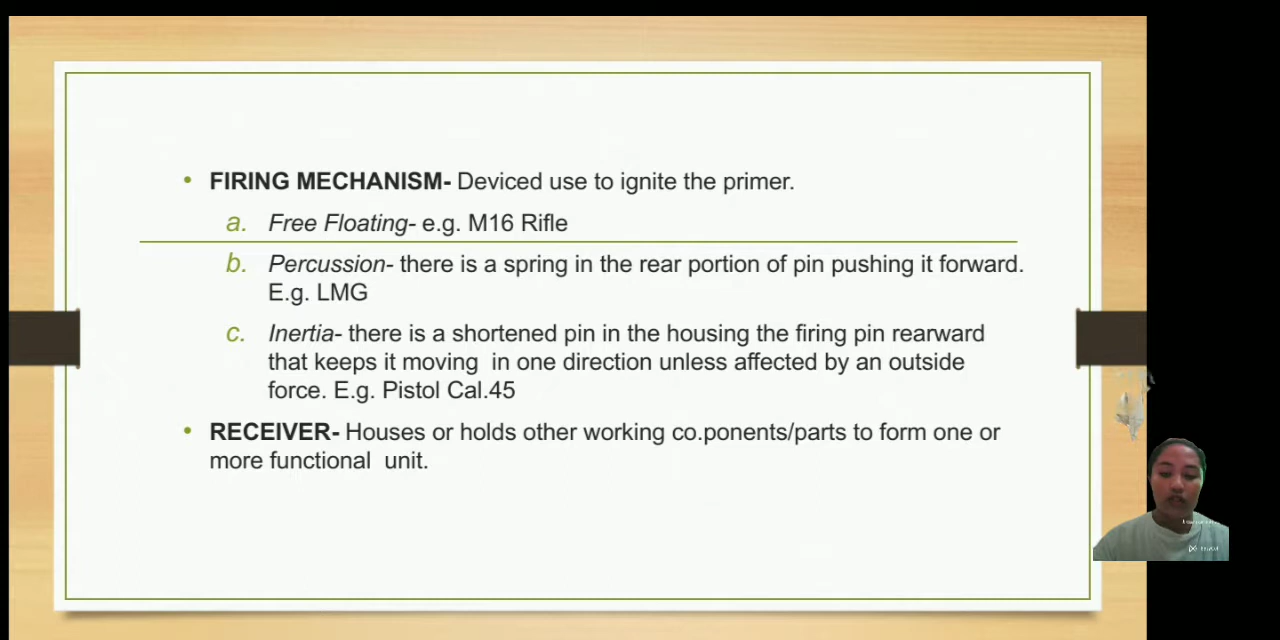 • FIRING MECHANISM- Deviced use to ignite the primer.
a. Free Floating- e.g. M16 Rifle
b. Percussion- there is a spring in the rear portion of pin pushing it forward.
E.g. LMG
c. Inertia- there is a shortened pin in the housing the firing pin rearward
that keeps it moving in one direction unless affected by an outside
force. E.g. Pistol Cal.45
• RECEIVER- Houses or holds other working co.ponents/parts to form one or
more functional unit.